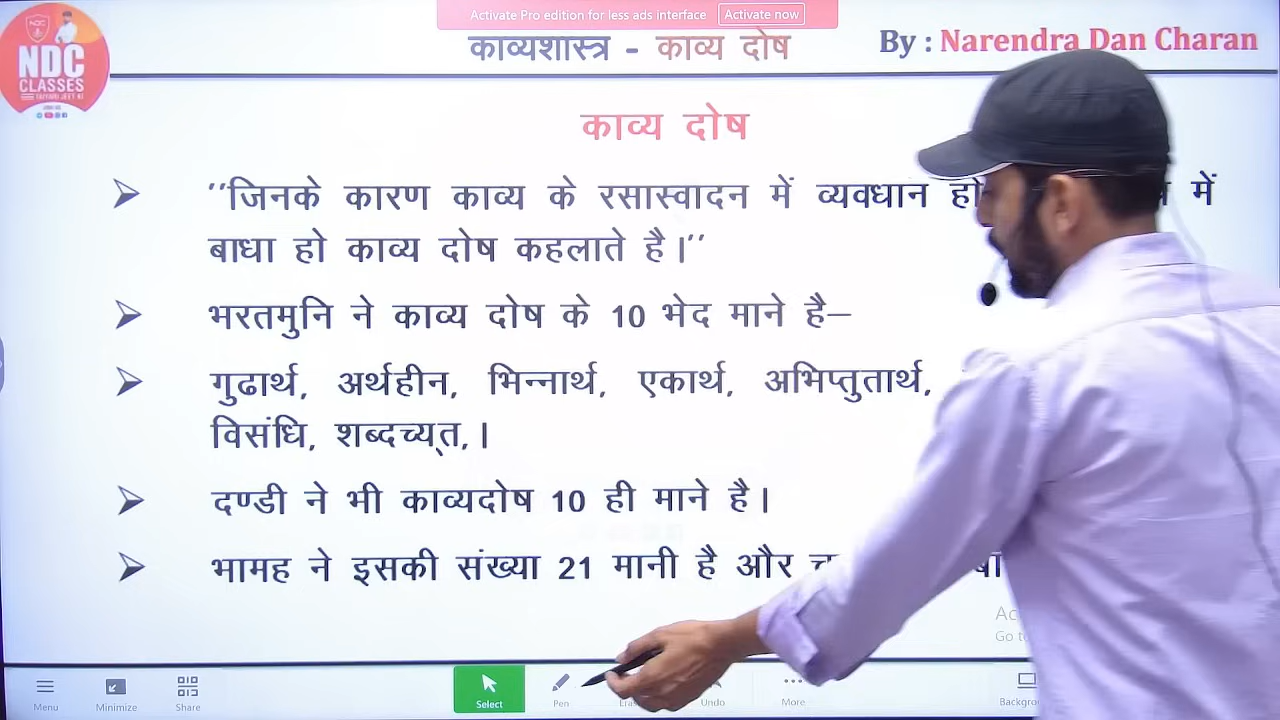 Activate Pro edition for less ads interface Activate now
काव्यशास्त्र - काव्य दोष
By : Narendra Dan Charan
NDC
CLASSES
काव्य दोष
➢ ’’जिनके कारण काव्य के रसास्वादन में व्यवधान में
बाधा हो काव्य दोष कहलाते है।’’
➢ भरतमुनि ने काव्य दोष के 10 भेद माने है–
➢ गुढार्थ, अर्थहीन, भिन्नार्थ, एकार्थ, अभिप्तुतार्थ,
विसंधि, शब्दच्य्त,।
➢ दण्डी ने भी काव्यदोष 10 ही माने है।
➢ भामह ने इसकी संख्या 21 मानी है और
Menu Minimize Share Select Pen Undo More